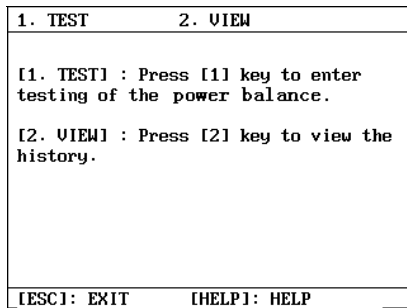 1. TEST 2. VIEW
[1. TEST] : Press [1] key to enter
testing of the power balance.
[2. VIEW] : Press [2] key to view the
history.
[ESC]: EXIT [HELP]: HELP